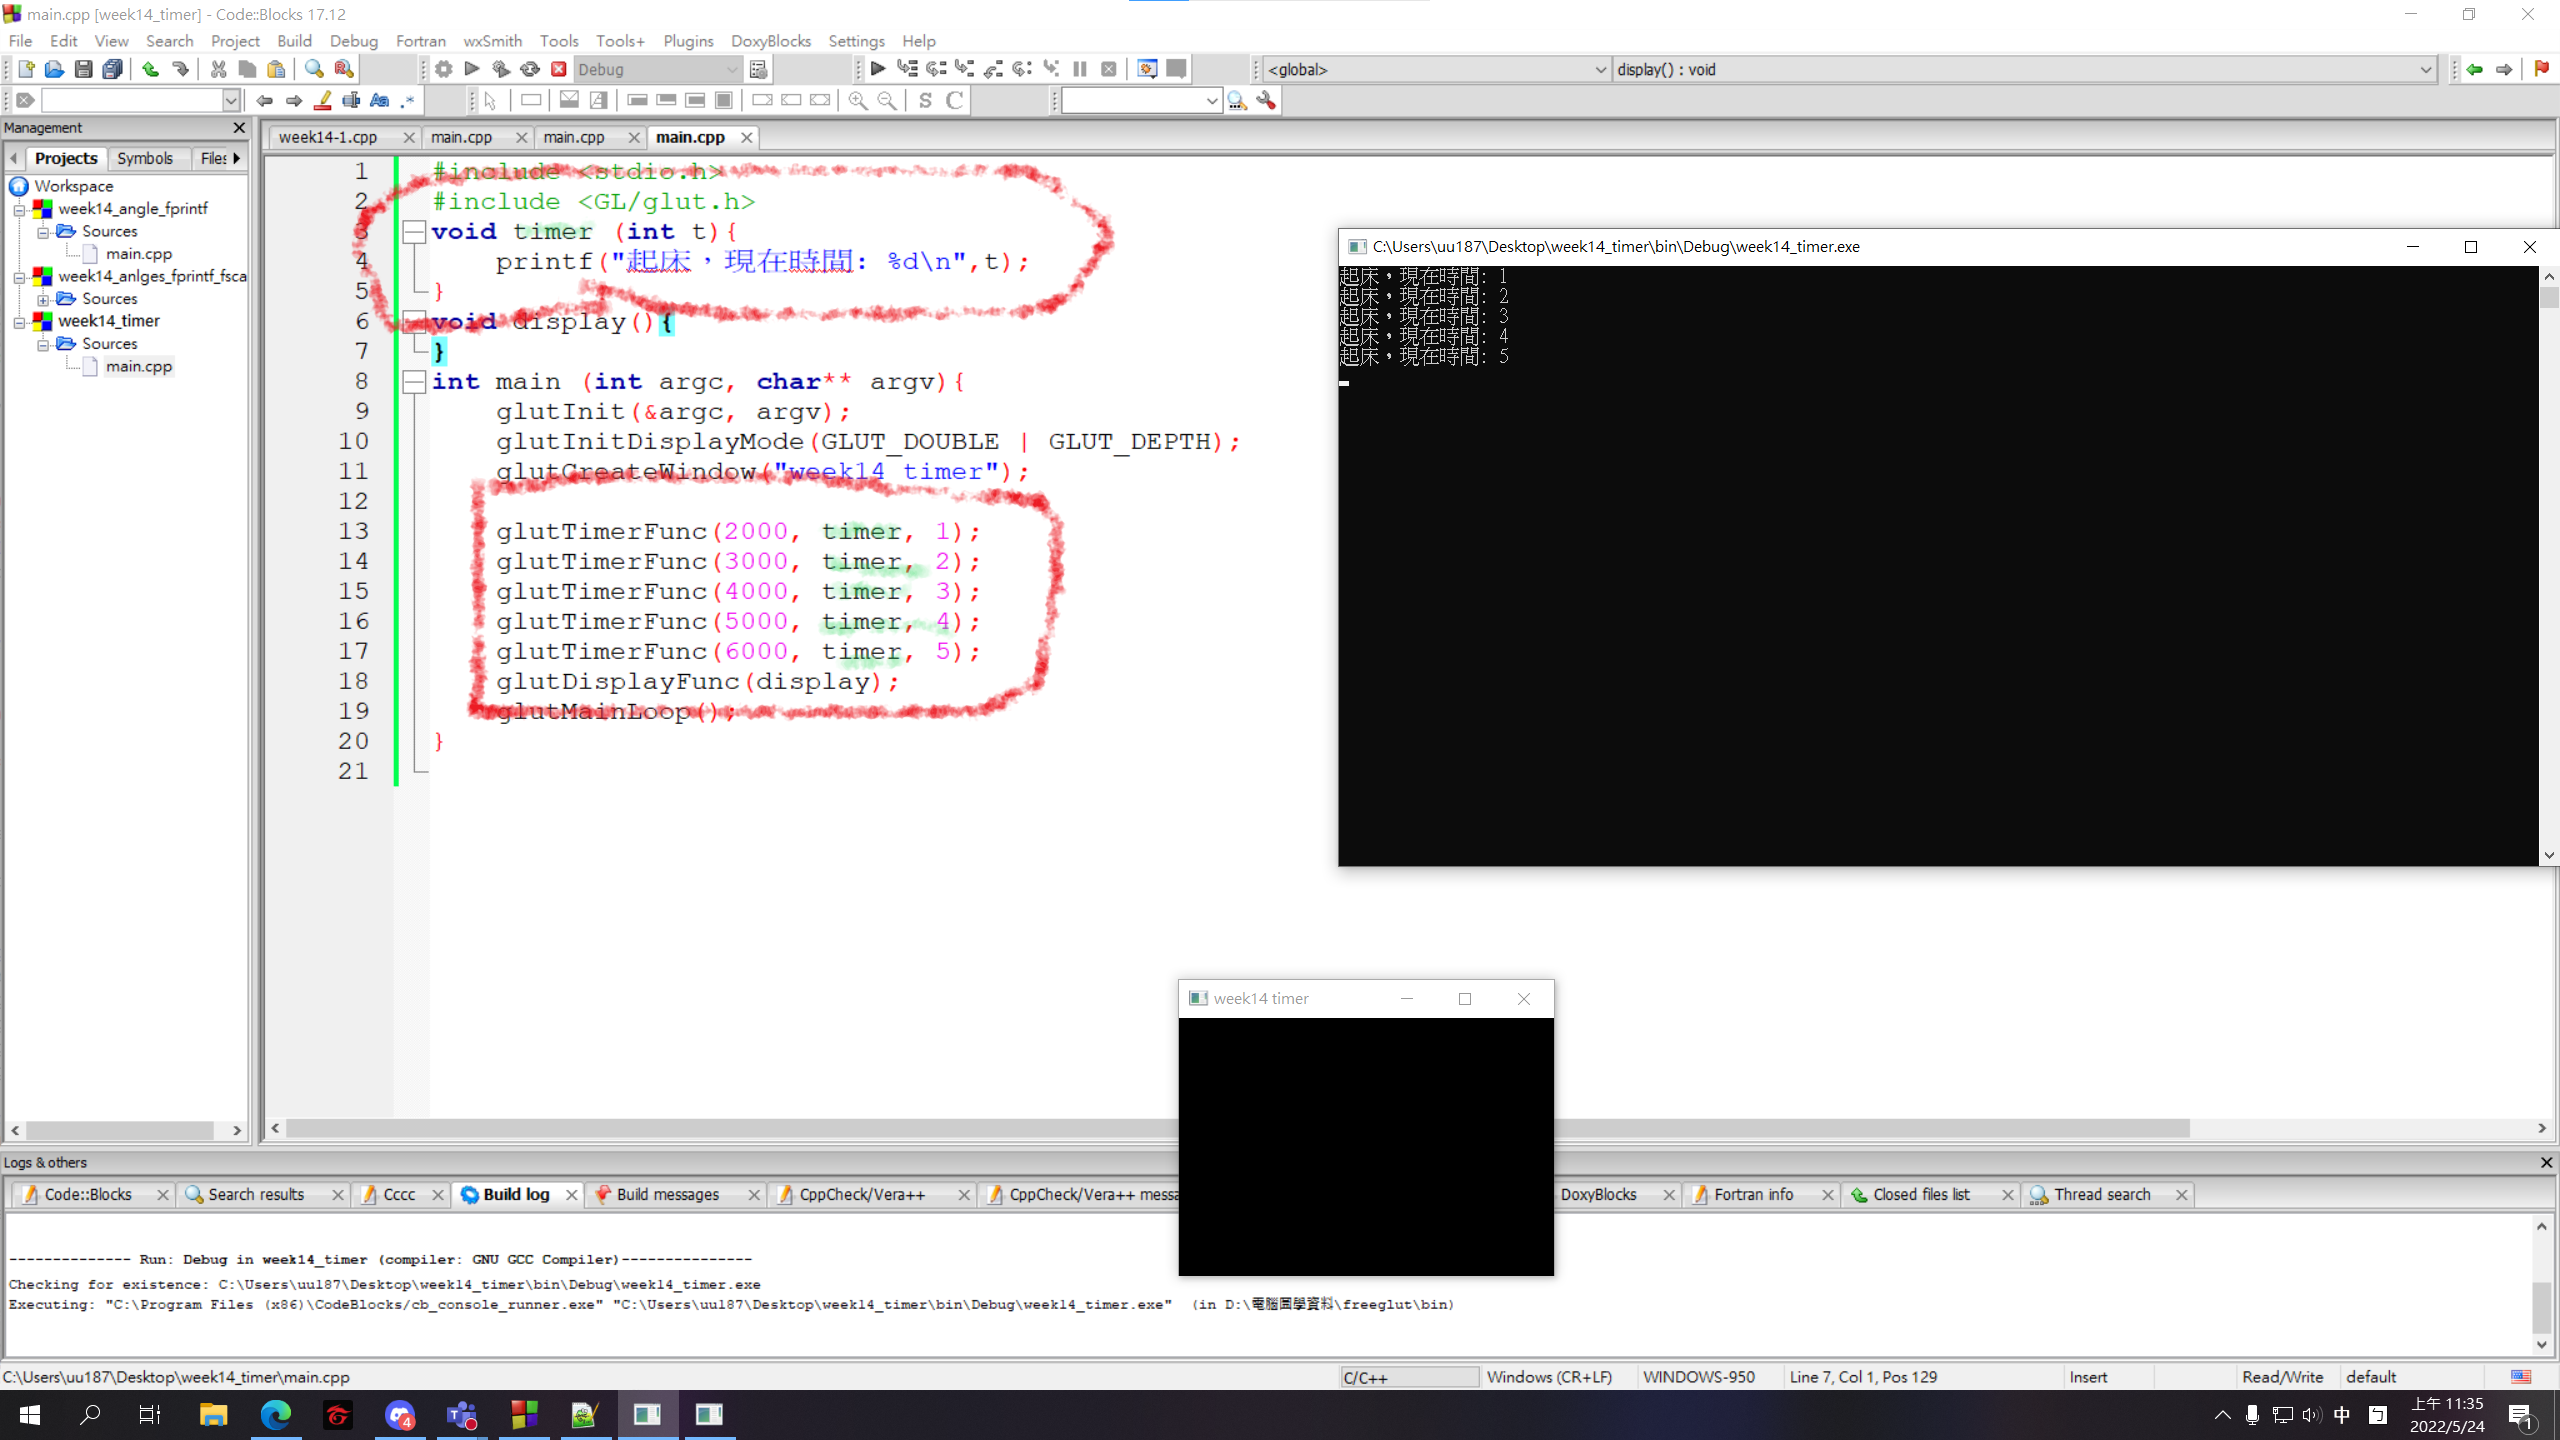 main.cpp [week14_timer] - Code::Blocks 17.12
File Edit View Search Project Build Debug Fortran wxSmith Tools Tools+ Plugins DoxyBlocks Settings Help
Debug
<global>
display() : void
S C
Management
Projects Symbols Files
Workspace
week14_angle_fprintf
Sources
main.cpp
week14_anlges_fprintf_fsca
Sources
week14_timer
Sources
main.cpp
week14-1.cpp main.cpp main.cpp main.cpp
1 #include <stdio.h>
2 #include <GL/glut.h>
3 void timer (int t){
4 printf("起床，現在時間: %d\n",t);
5 }
6 void display(){
7 }
8 int main (int argc, char** argv){
9 glutInit(&argc, argv);
10 glutInitDisplayMode(GLUT_DOUBLE | GLUT_DEPTH);
11 glutCreateWindow("week14 timer");
12
13 glutTimerFunc(2000, timer, 1);
14 glutTimerFunc(3000, timer, 2);
15 glutTimerFunc(4000, timer, 3);
16 glutTimerFunc(5000, timer, 4);
17 glutTimerFunc(6000, timer, 5);
18 glutDisplayFunc(display);
19 glutMainLoop();
20 }
21
C:\Users\uu187\Desktop\week14_timer\bin\Debug\week14_timer.exe
起床，現在時間: 1
起床，現在時間: 2
起床，現在時間: 3
起床，現在時間: 4
起床，現在時間: 5
week14 timer
Logs & others
Code::Blocks Search results Cccc Build log Build messages CppCheck/Vera++ CppCheck/Vera++ messa DoxyBlocks Fortran info Closed files list Thread search
-------------- Run: Debug in week14_timer (compiler: GNU GCC Compiler)---------------
Checking for existence: C:\Users\uu187\Desktop\week14_timer\bin\Debug\week14_timer.exe
Executing: "C:\Program Files (x86)\CodeBlocks/cb_console_runner.exe" "C:\Users\uu187\Desktop\week14_timer\bin\Debug\week14_timer.exe" (in D:\電腦圖學資料\freeglut\bin)
C:\Users\uu187\Desktop\week14_timer\main.cpp
C/C++ Windows (CR+LF) WINDOWS-950 Line 7, Col 1, Pos 129 Insert Read/Write default
4
中 ㄅ
上午 11:35
2022/5/24
1